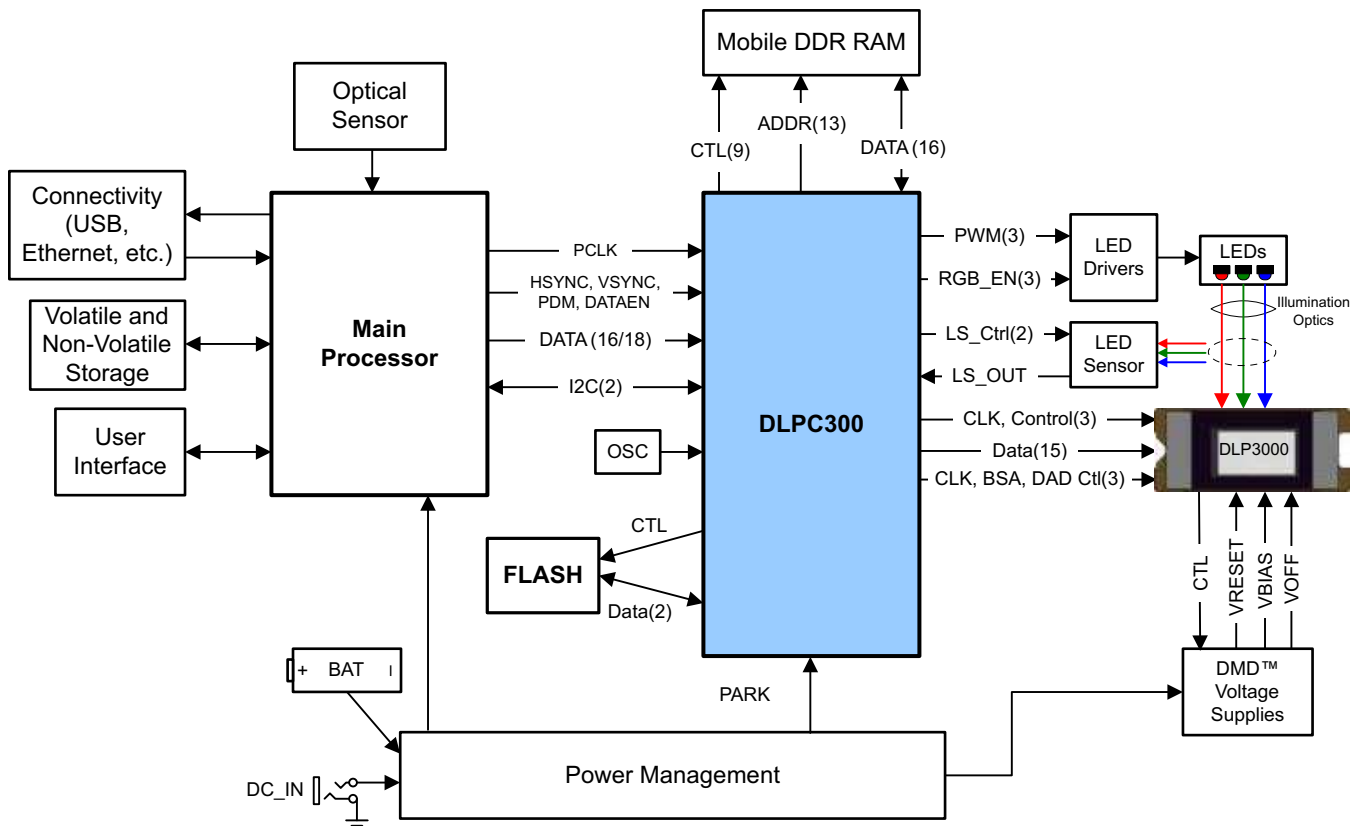 Mobile DDR RAM
Optical
Sensor
CTL(9)
ADDR(13)
DATA (16)
Connectivity
(USB,
Ethernet, etc.)
Volatile and
Non-Volatile
Storage
User
Interface
Main
Processor
PCLK
HSYNC, VSYNC,
PDM, DATAEN
DATA (16/18)
I2C(2)
OSC
CTL
FLASH
Data(2)
DLPC300
PWM(3)
RGB_EN(3)
LS_Ctrl(2)
LS_OUT
CLK, Control(3)
Data(15)
CLK, BSA, DAD Ctl(3)
LED
Drivers
LEDs
Illumination
Optics
LED
Sensor
DLP3000
CTL
VRESET
VBIAS
VOFF
DMD™
Voltage
Supplies
+ BAT I
PARK
Power Management
DC_IN